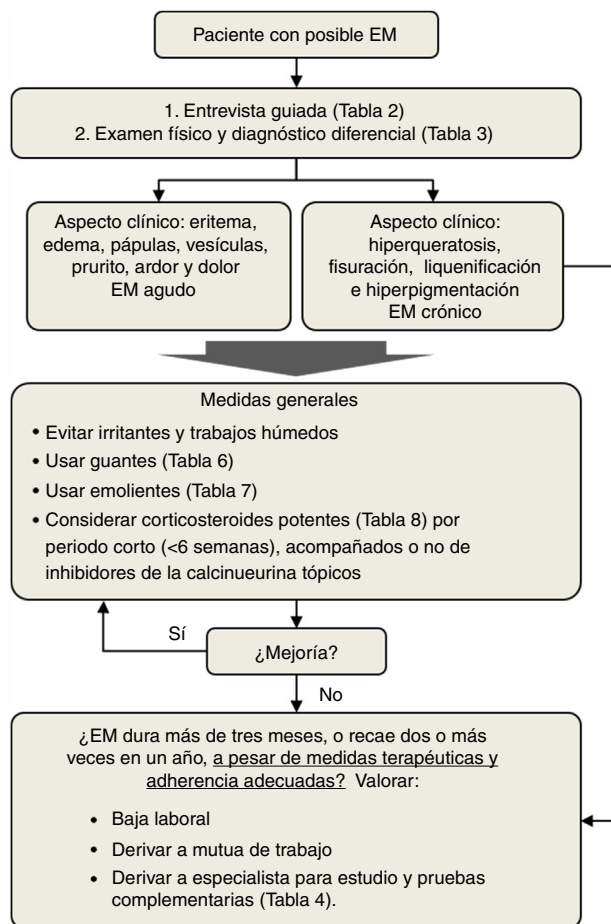 Paciente con posible EM
1. Entrevista guiada (Tabla 2)
2. Examen físico y diagnóstico diferencial (Tabla 3)
Aspecto clínico: eritema,
edema, pápulas, vesículas,
prurito, ardor y dolor
EM agudo
Aspecto clínico:
hiperqueratosis,
fisuración, liquenificación
e hiperpigmentación
EM crónico
Medidas generales
• Evitar irritantes y trabajos húmedos
• Usar guantes (Tabla 6)
• Usar emolientes (Tabla 7)
• Considerar corticosteroides potentes (Tabla 8) por
periodo corto (<6 semanas), acompañados o no de
inhibidores de la calcinueurina tópicos
Sí
¿Mejoría?
No
¿EM dura más de tres meses, o recae dos o más
veces en un año, a pesar de medidas terapéuticas y
adherencia adecuadas? Valorar:
• Baja laboral
• Derivar a mutua de trabajo
• Derivar a especialista para estudio y pruebas
complementarias (Tabla 4).